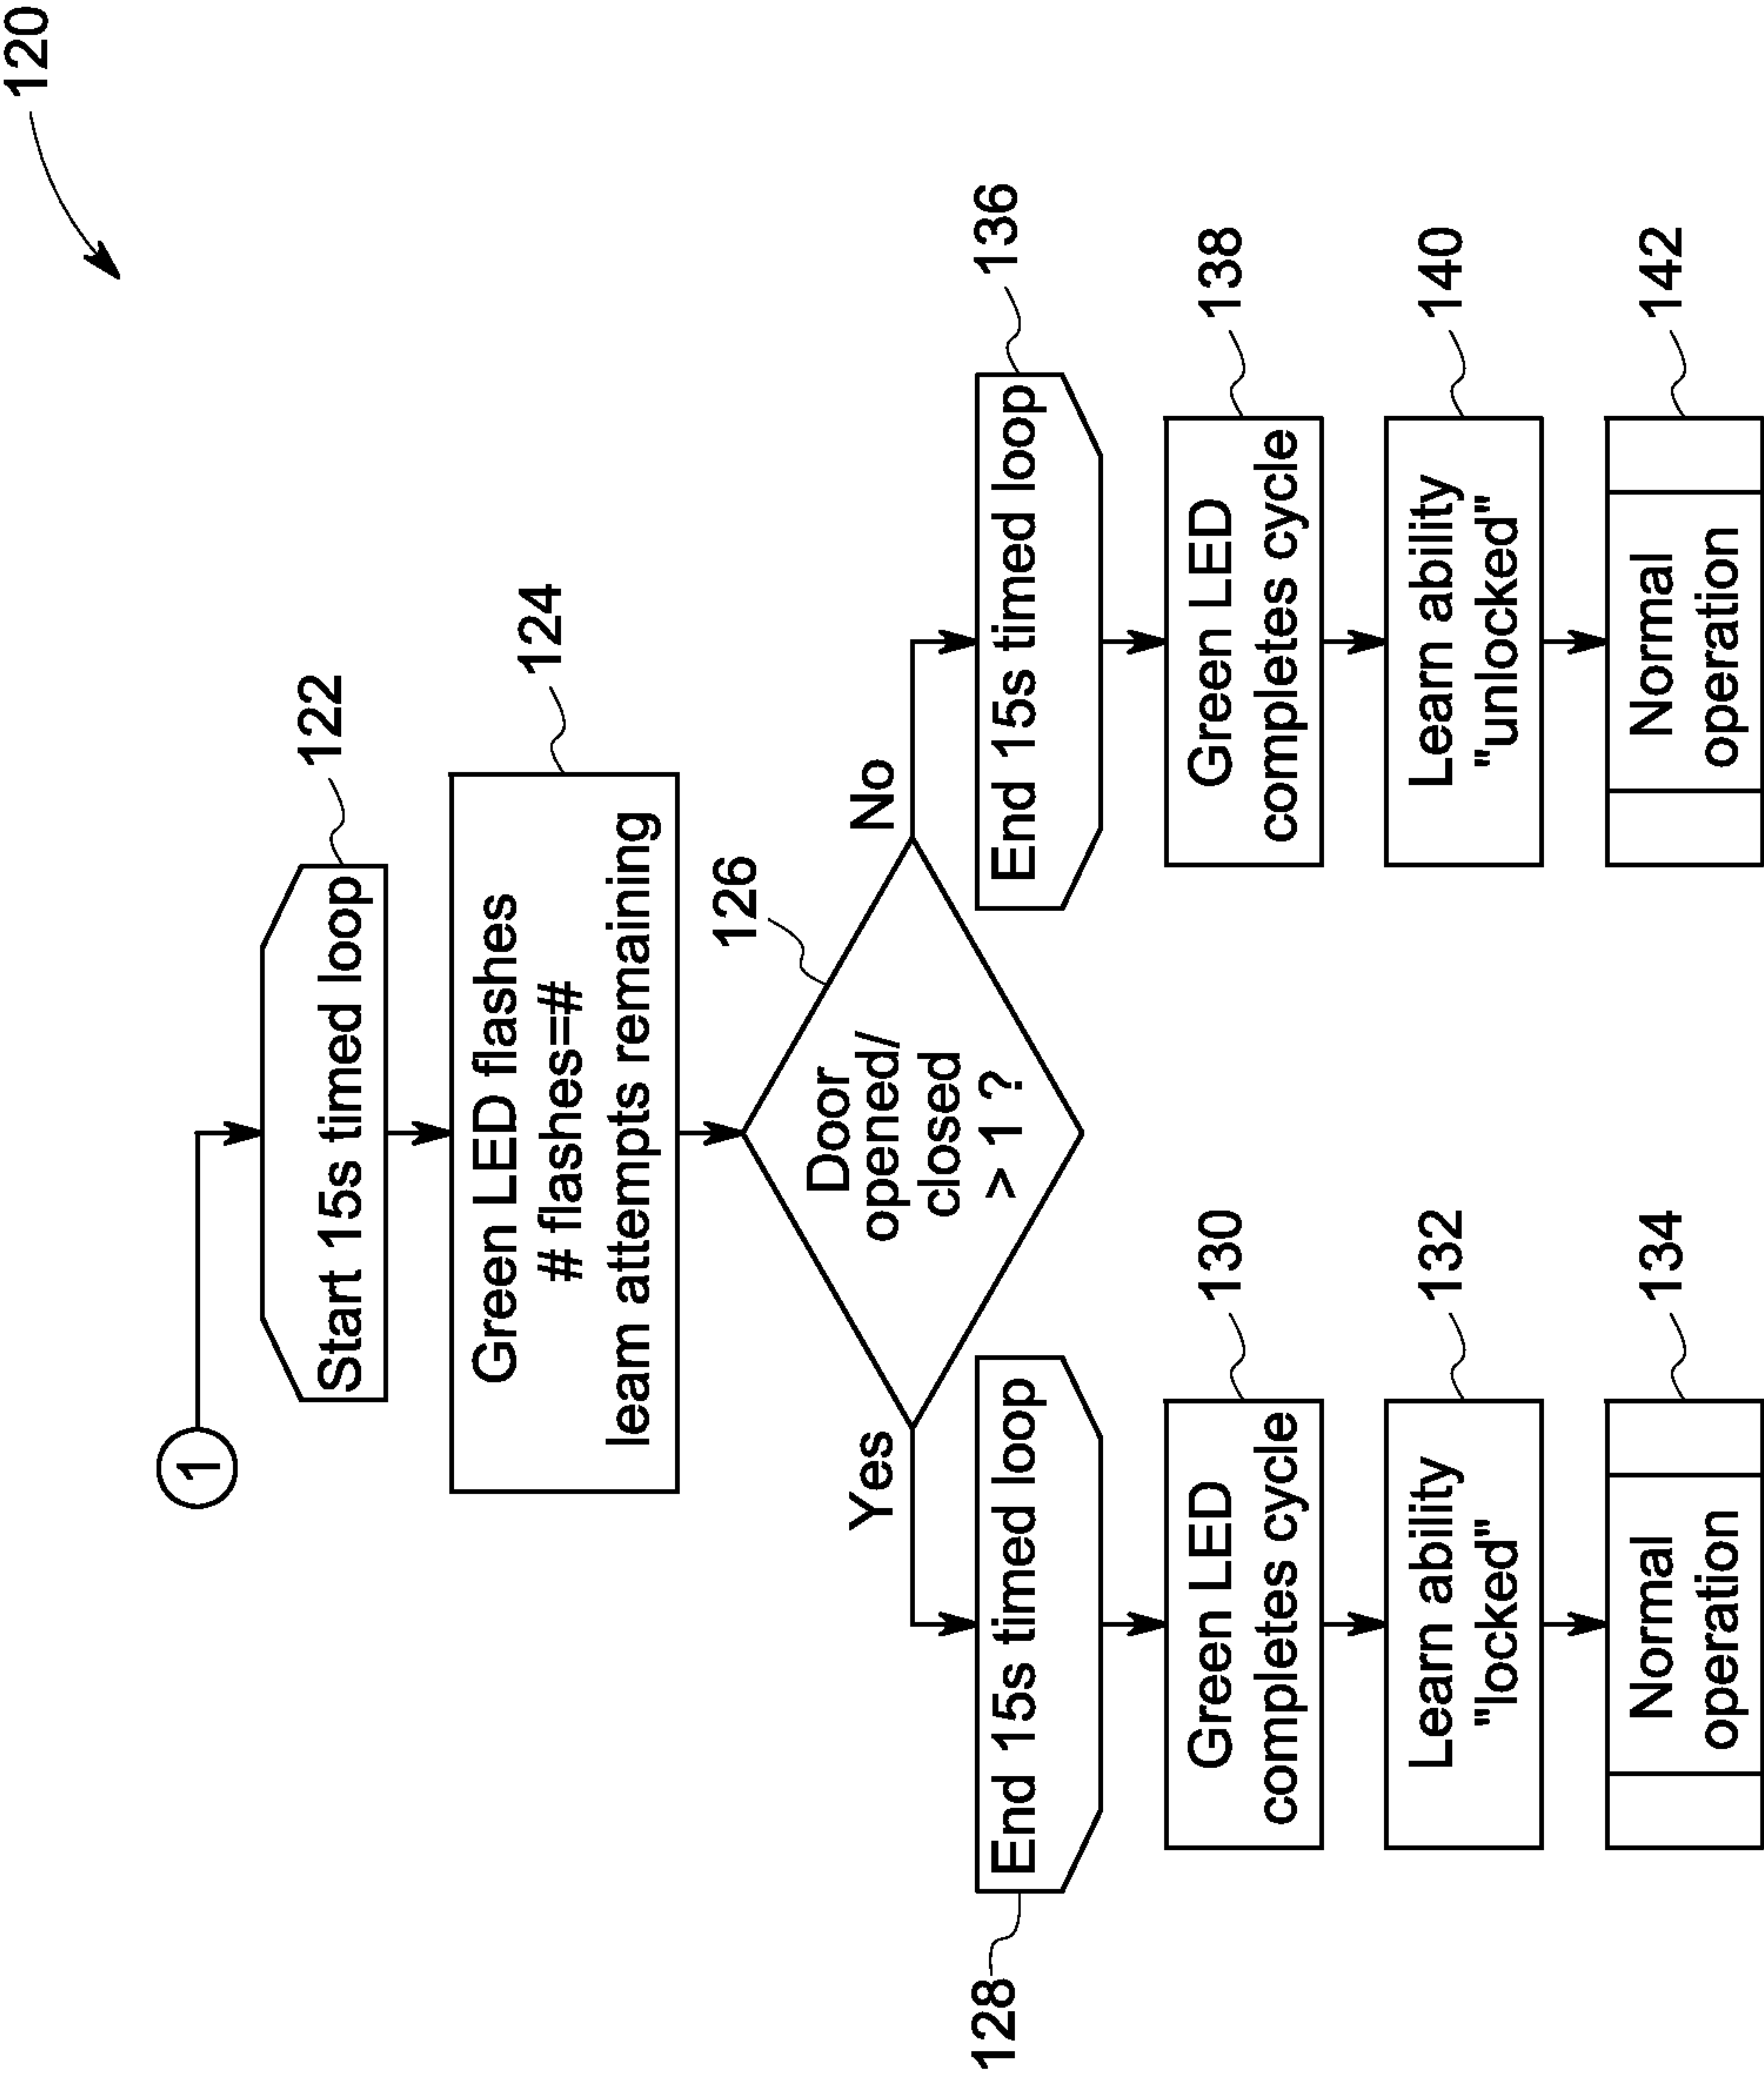 120
1
Start 15s timed loop
122
Green LED flashes
# flashes=#
learn attempts remaining
124
Door
opened/
closed
> 1 ?
126
Yes
No
End 15s timed loop
128
Green LED
completes cycle
130
Learn ability
"locked"
132
Normal
operation
134
End 15s timed loop
136
Green LED
completes cycle
138
Learn ability
"unlocked"
140
Normal
operation
142